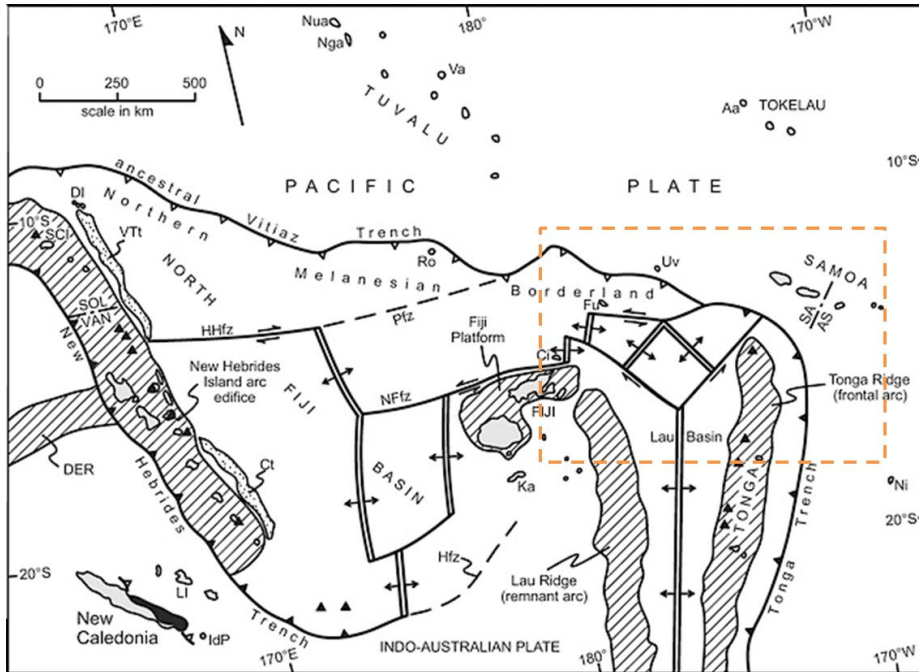 170°E
180°
170°W
Nua
Nga
N
0 250 500
scale in km
Va
TUVALU
Aa
TOKELAU
10°S
PACIFIC PLATE
ancestral Vitiaz Trench
Northern Melanesian Borderland
DI
10°S
SCI
VTt
Ro
Uv
SAMOA
SA
AS
NORTH FIJI BASIN
Pfz
Fu
SOL
VAN
HHfz
Fiji
Platform
Ci
New Hebrides
Island arc
edifice
NFfz
FIJI
Tonga Ridge
(frontal arc)
Lau Basin
New Hebrides Trench
DER
Ct
Ka
TONGA
Tonga Trench
Ni
20°S
Hfz
20°S
LI
Lau Ridge
(remnant arc)
New
Caledonia
IdP
INDO-AUSTRALIAN PLATE
170°E
180°
170°W